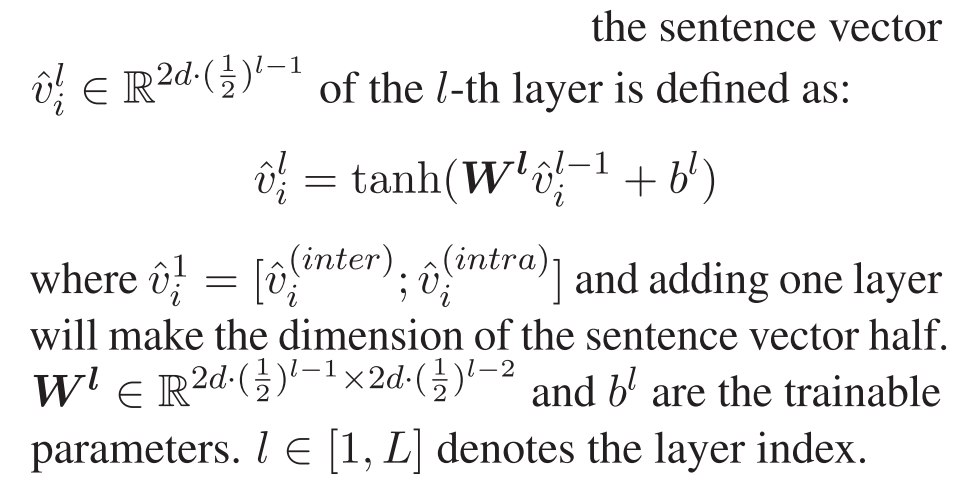 the sentence vector
$\hat{v}_i^l \in \mathbb{R}^{2d \cdot (\frac{1}{2})^{l-1}}$ of the $l$-th layer is defined as:
$\hat{v}_i^l = \tanh(\boldsymbol{W^l} \hat{v}_i^{l-1} + b^l)$
where $\hat{v}_i^1 = [\hat{v}_i^{(inter)}; \hat{v}_i^{(intra)}]$ and adding one layer
will make the dimension of the sentence vector half.
$\boldsymbol{W^l} \in \mathbb{R}^{2d \cdot (\frac{1}{2})^{l-1} \times 2d \cdot (\frac{1}{2})^{l-2}}$ and $b^l$ are the trainable
parameters. $l \in [1, L]$ denotes the layer index.